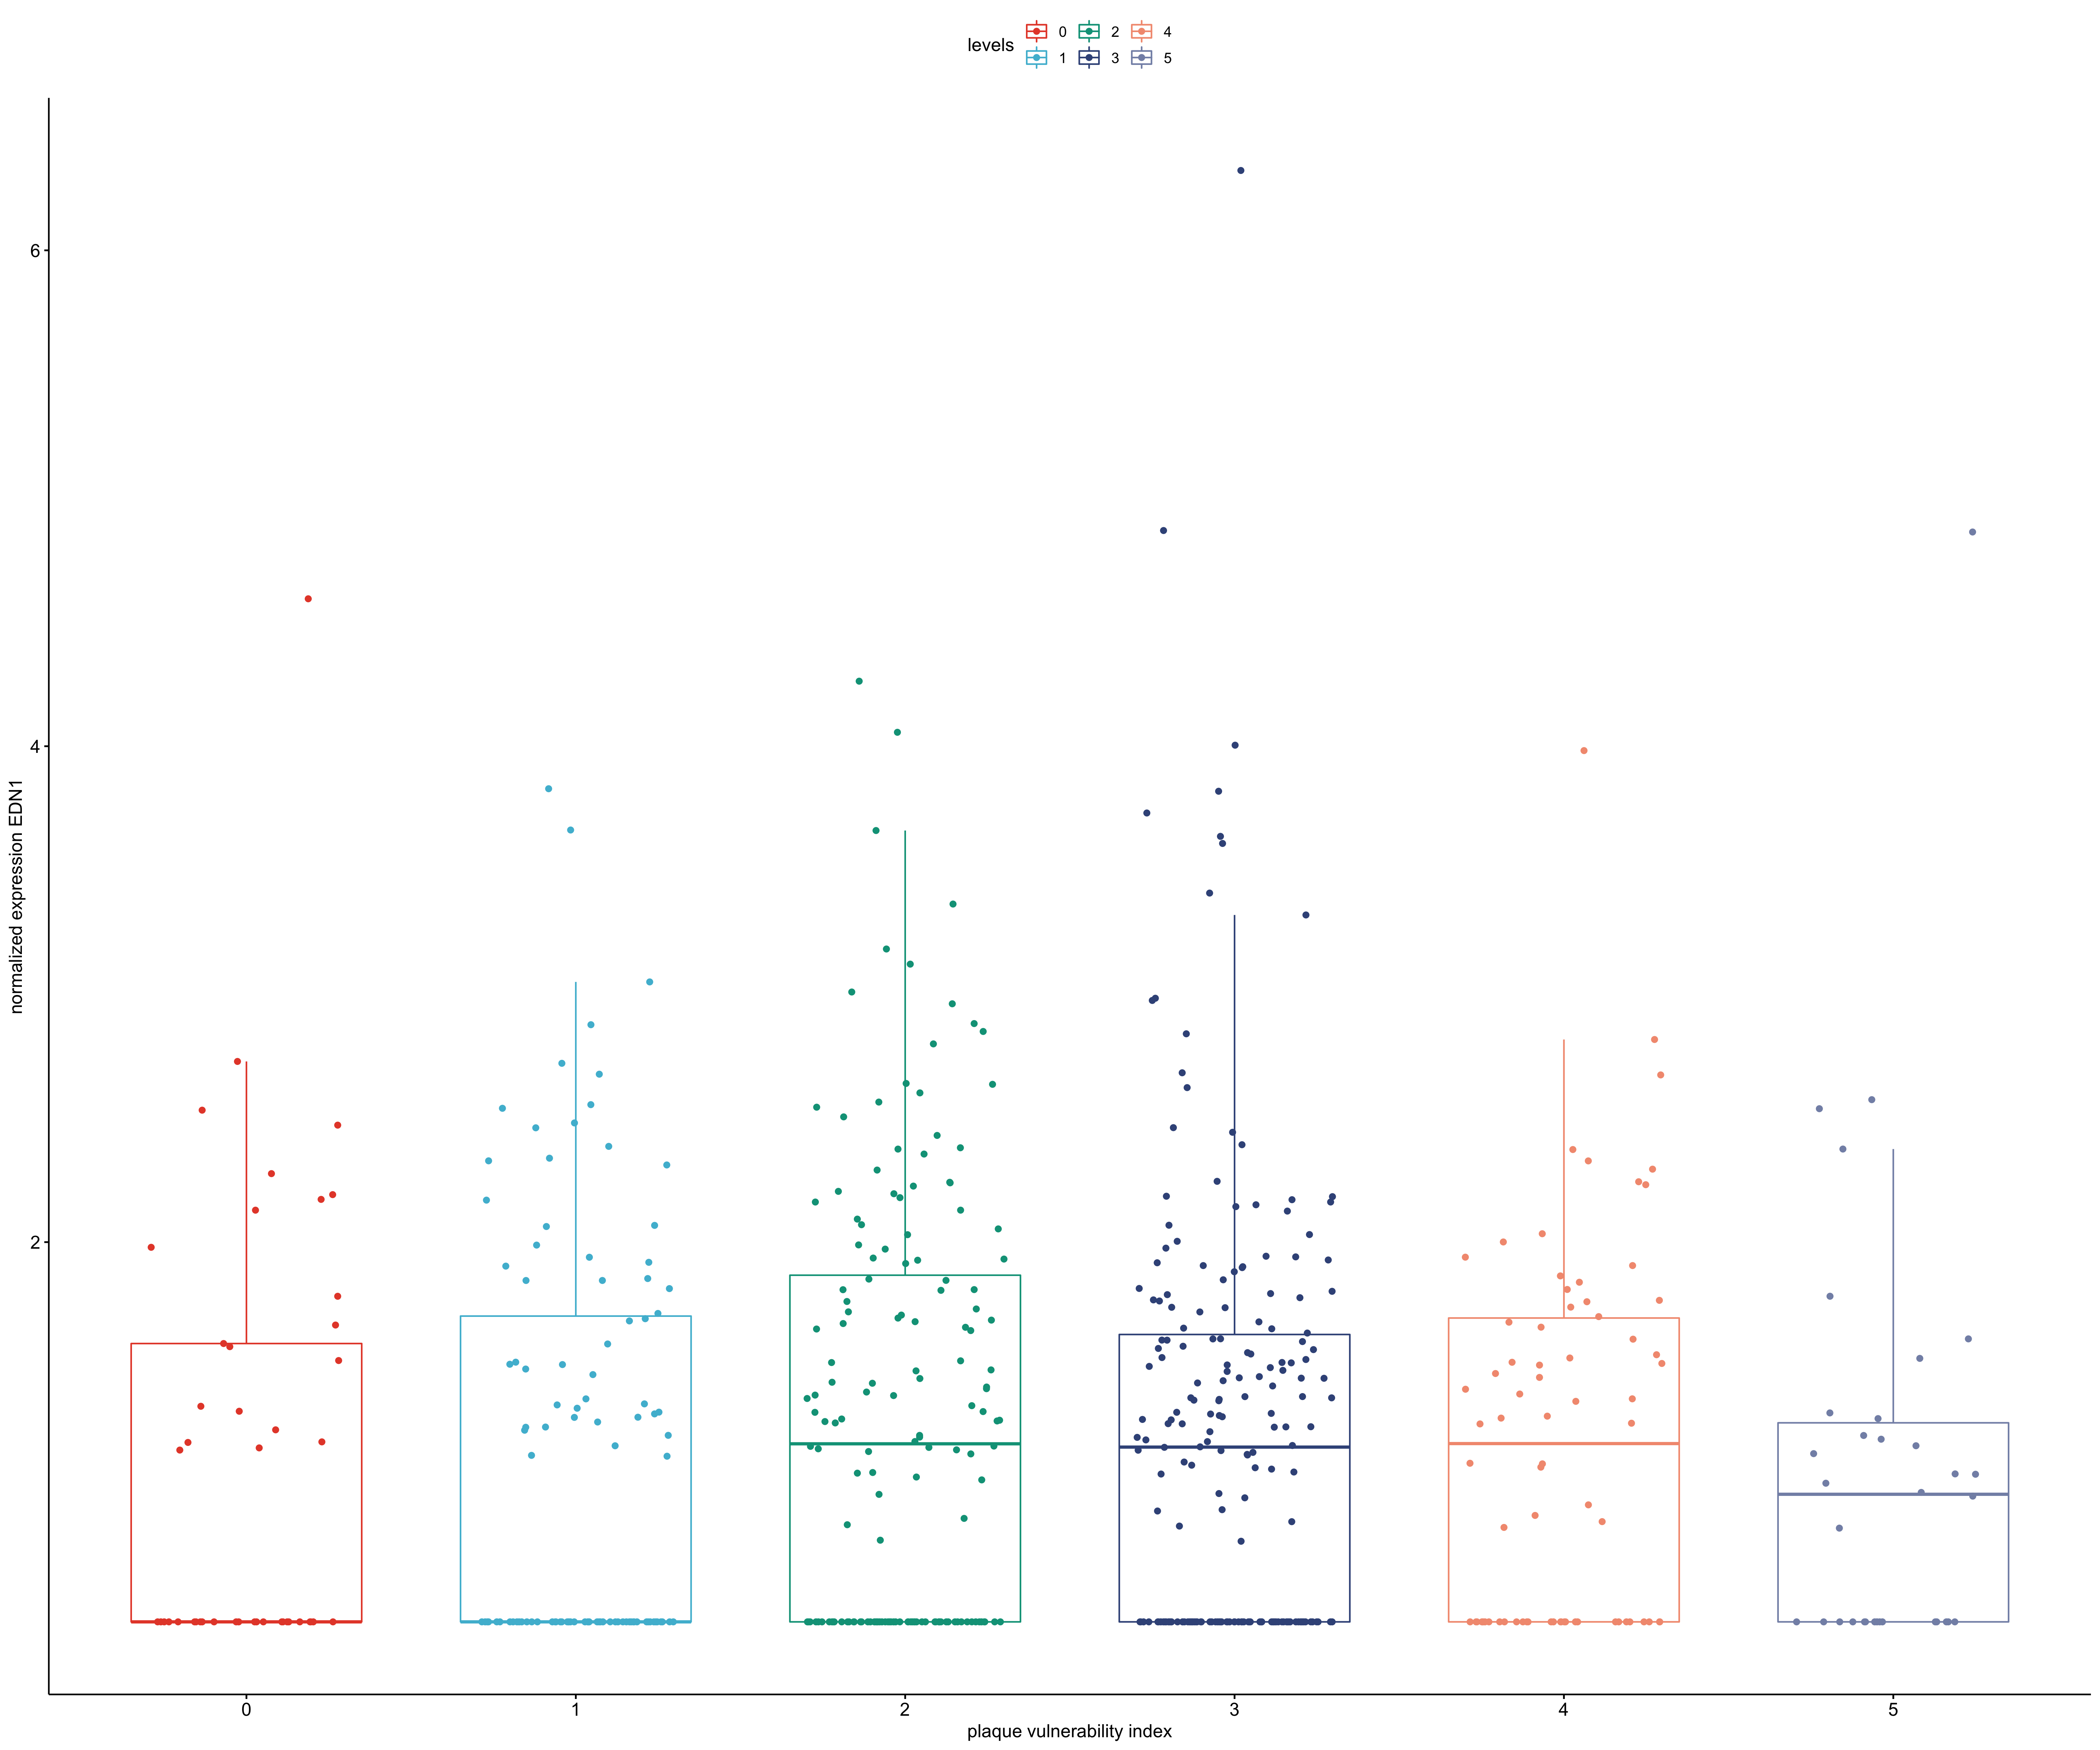 levels
0 2 4
1 3 5
6
4
2
normalized expression EDN1
0 1 2 3 4 5
plaque vulnerability index